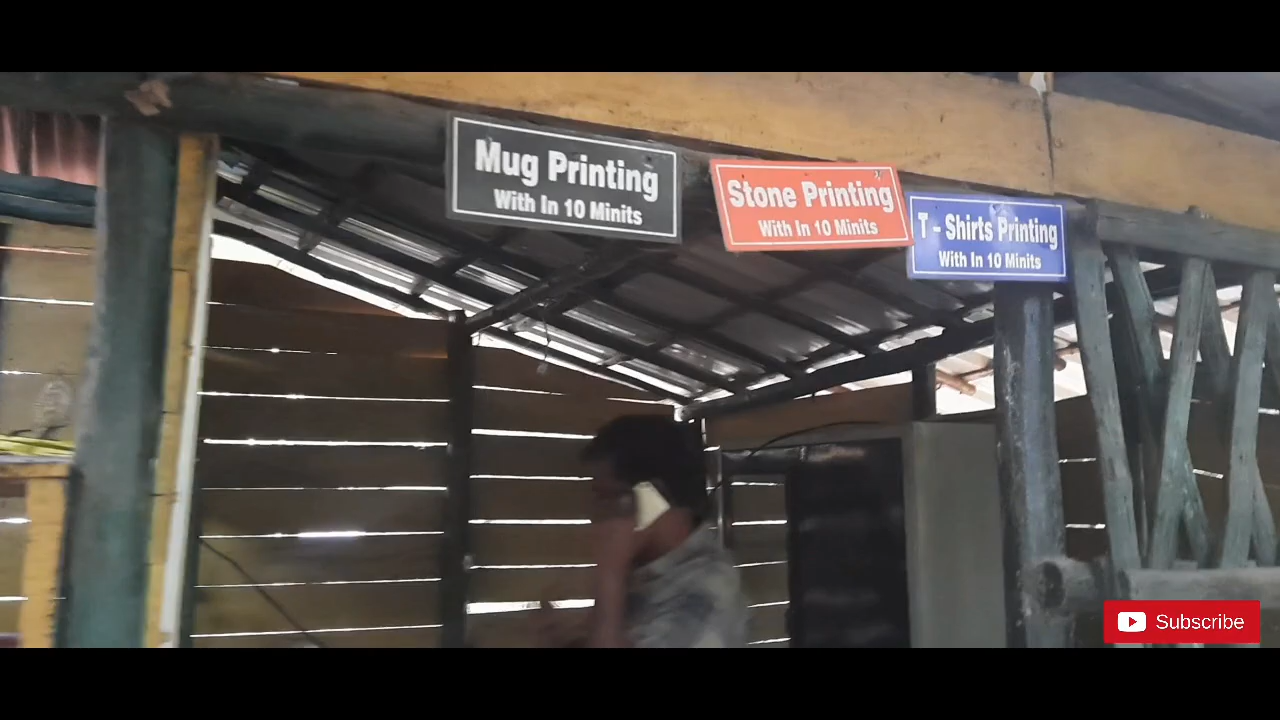 Mug Printing
With In 10 Minits
Stone Printing
With In 10 Minits
T - Shirts Printing
With In 10 Minits
Subscribe